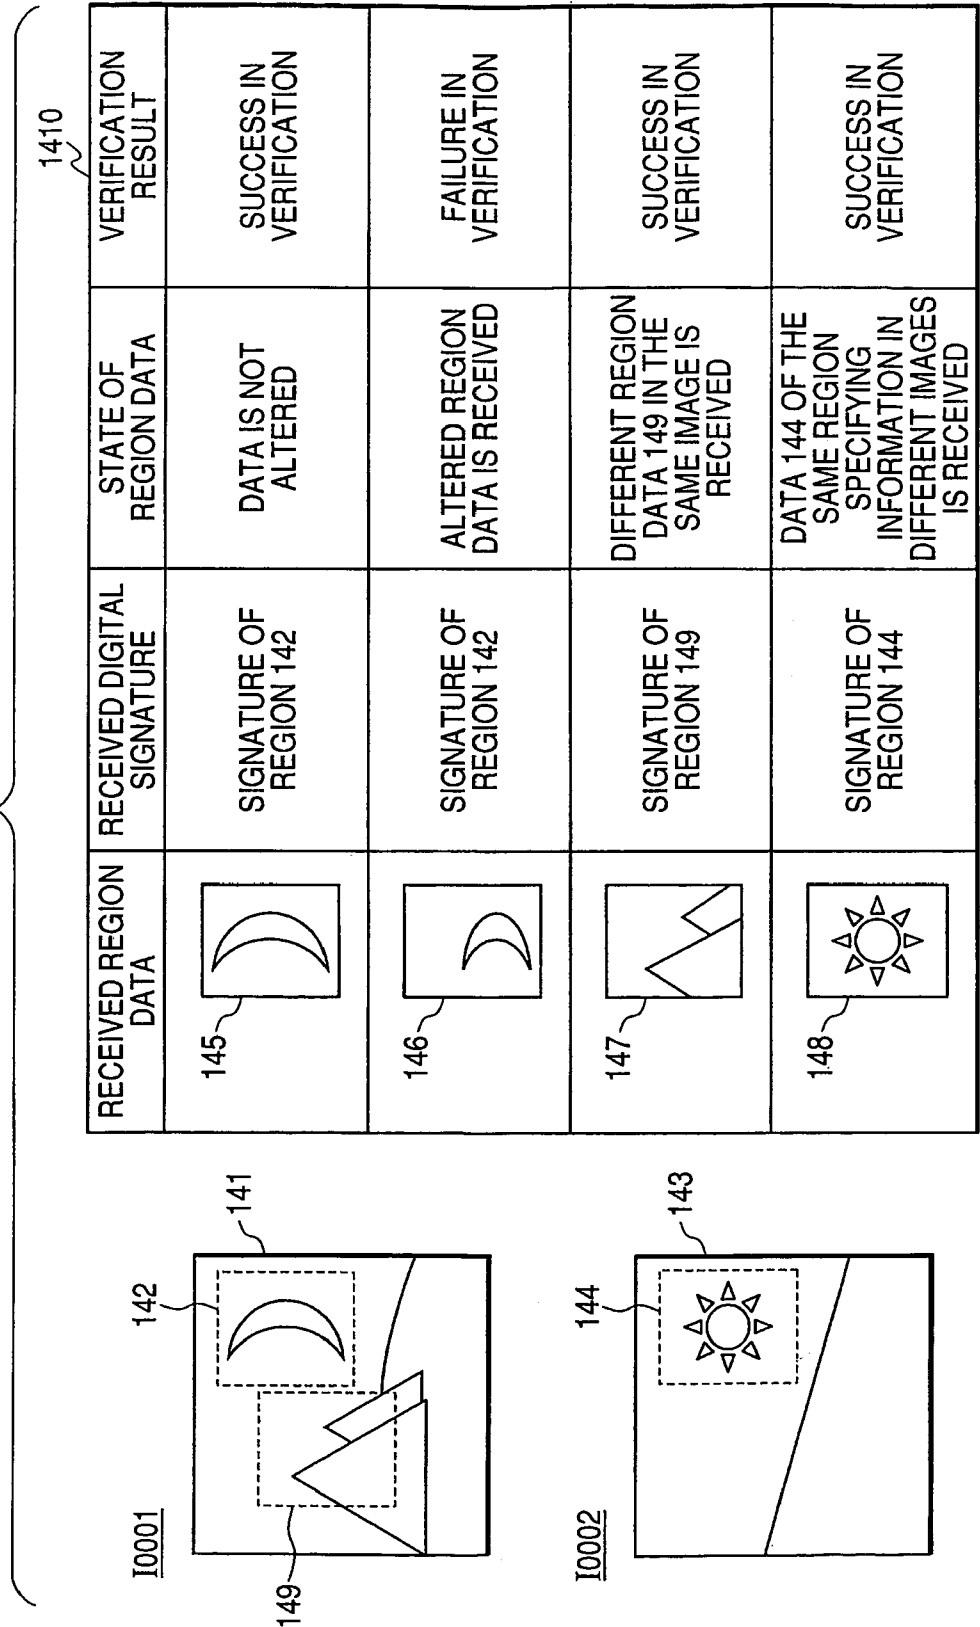 I0001
141
142
149
I0002
143
144
1410
RECEIVED REGION
DATA
RECEIVED DIGITAL
SIGNATURE
STATE OF
REGION DATA
VERIFICATION
RESULT
145
SIGNATURE OF
REGION 142
DATA IS NOT
ALTERED
SUCCESS IN
VERIFICATION
146
SIGNATURE OF
REGION 142
ALTERED REGION
DATA IS RECEIVED
FAILURE IN
VERIFICATION
147
SIGNATURE OF
REGION 149
DIFFERENT REGION
DATA 149 IN THE
SAME IMAGE IS
RECEIVED
SUCCESS IN
VERIFICATION
148
SIGNATURE OF
REGION 144
DATA 144 OF THE
SAME REGION
SPECIFYING
INFORMATION IN
DIFFERENT IMAGES
IS RECEIVED
SUCCESS IN
VERIFICATION